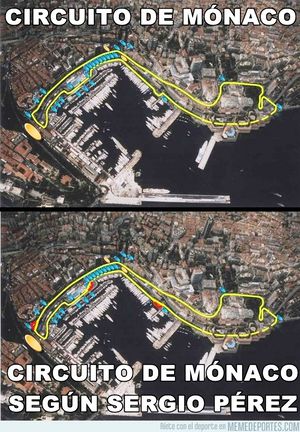 CIRCUITO DE MÓNACO
CIRCUITO DE MÓNACO
SEGÚN SERGIO PÉREZ
Ríete con el deporte en MEMEDEPORTES.com